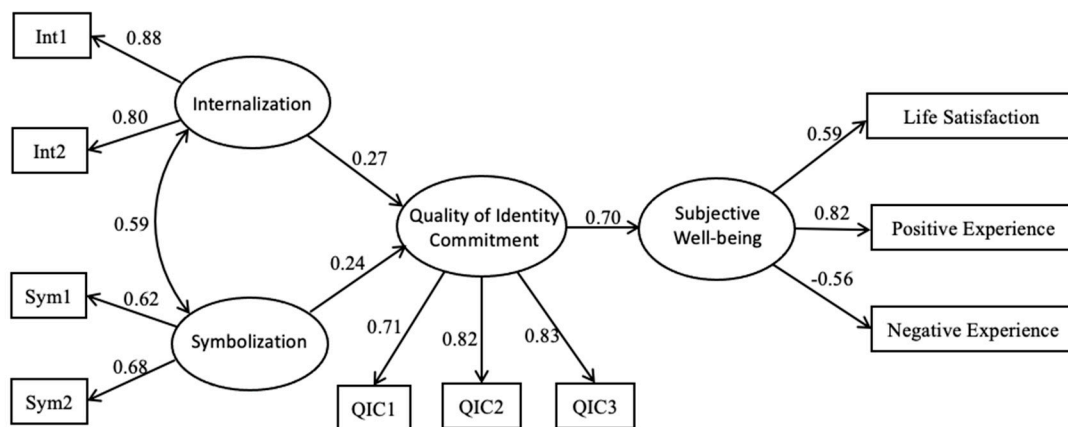 Int1
0.88
Internalization
0.80
Int2
0.27
0.59
Life Satisfaction
0.59
Quality of Identity
Commitment
0.70
Subjective
Well-being
0.82
Positive Experience
0.24
-0.56
Negative Experience
Sym1
0.62
Symbolization
0.68
Sym2
0.71
0.82
0.83
QIC1
QIC2
QIC3